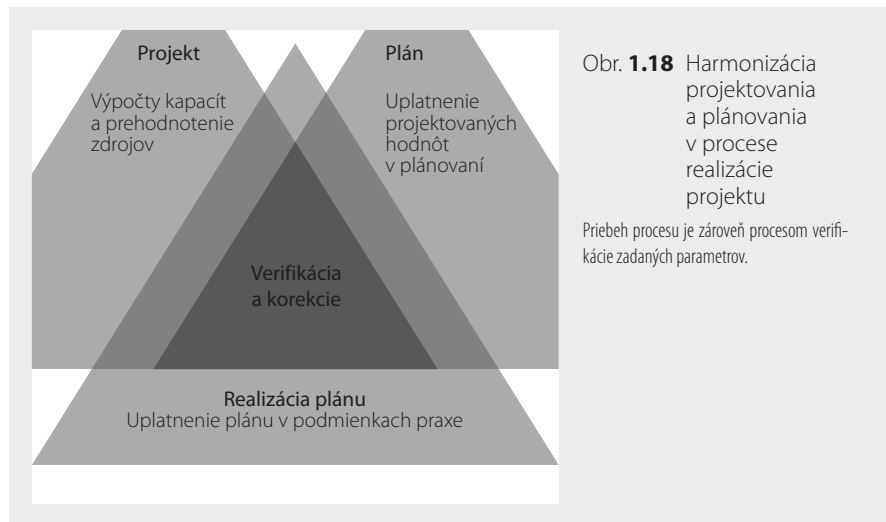 Projekt
Výpočty kapacít
a prehodnotenie
zdrojov
Plán
Uplatnenie
projektovaných
hodnôt
v plánovaní
Verifikácia
a korekcie
Realizácia plánu
Uplatnenie plánu v podmienkach praxe
Obr. 1.18 Harmonizácia
projektovania
a plánovania
v procese
realizácie
projektu
Priebeh procesu je zároveň procesom verifi-
kácie zadaných parametrov.